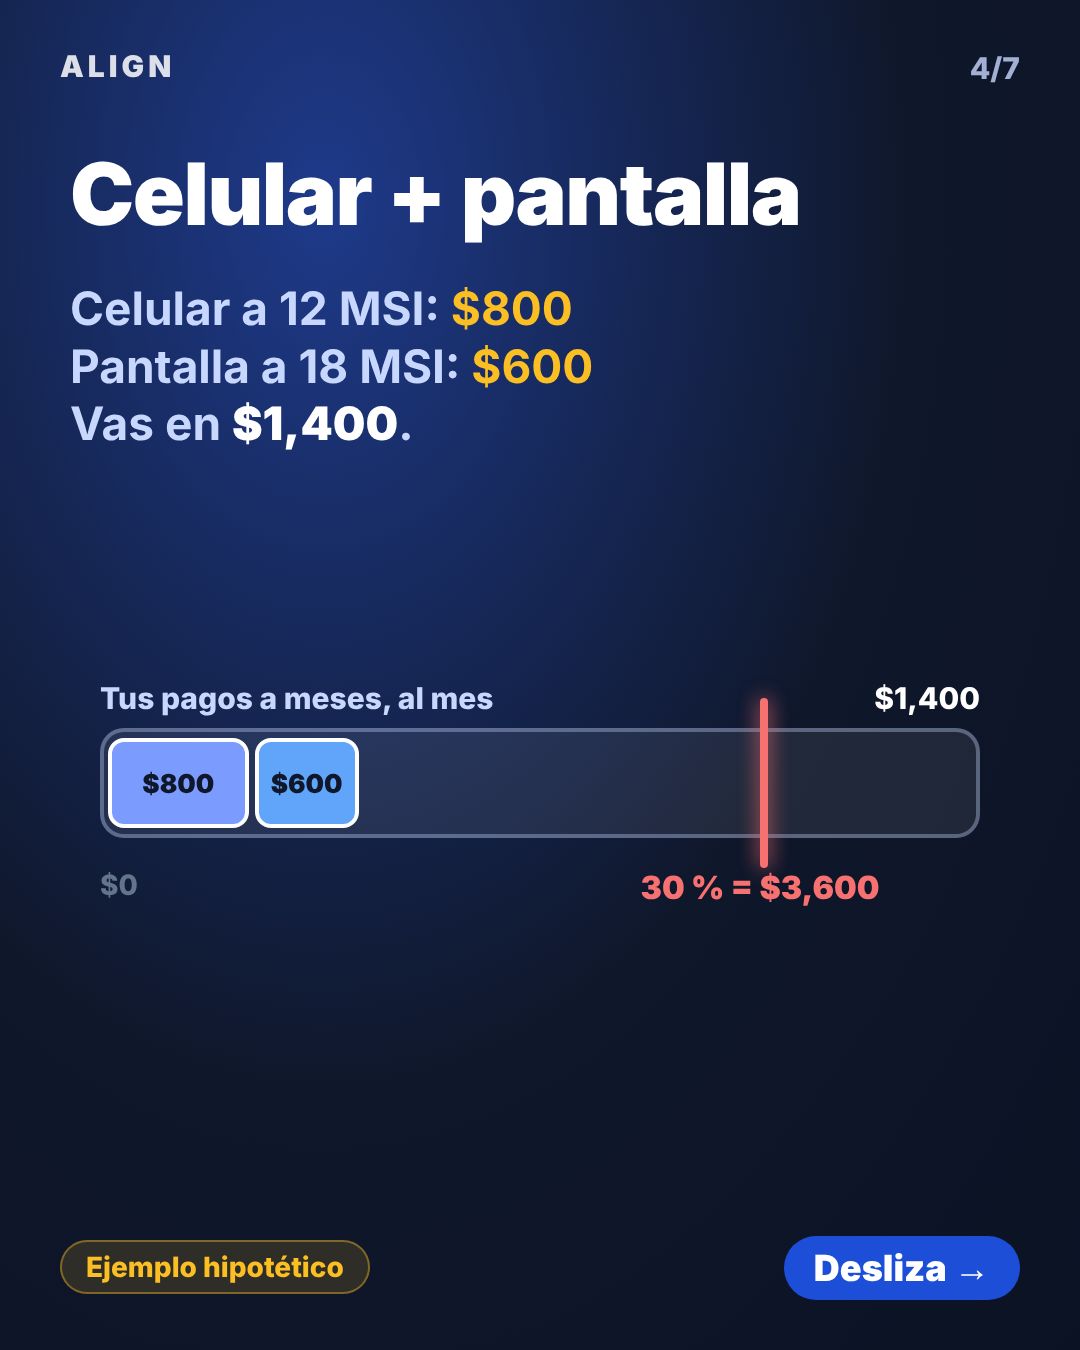 ALIGN
4/7
Celular + pantalla
Celular a 12 MSI: $800
Pantalla a 18 MSI: $600
Vas en $1,400.
Tus pagos a meses, al mes
$1,400
$800
$600
$0
30 % = $3,600
Ejemplo hipotético
Desliza →